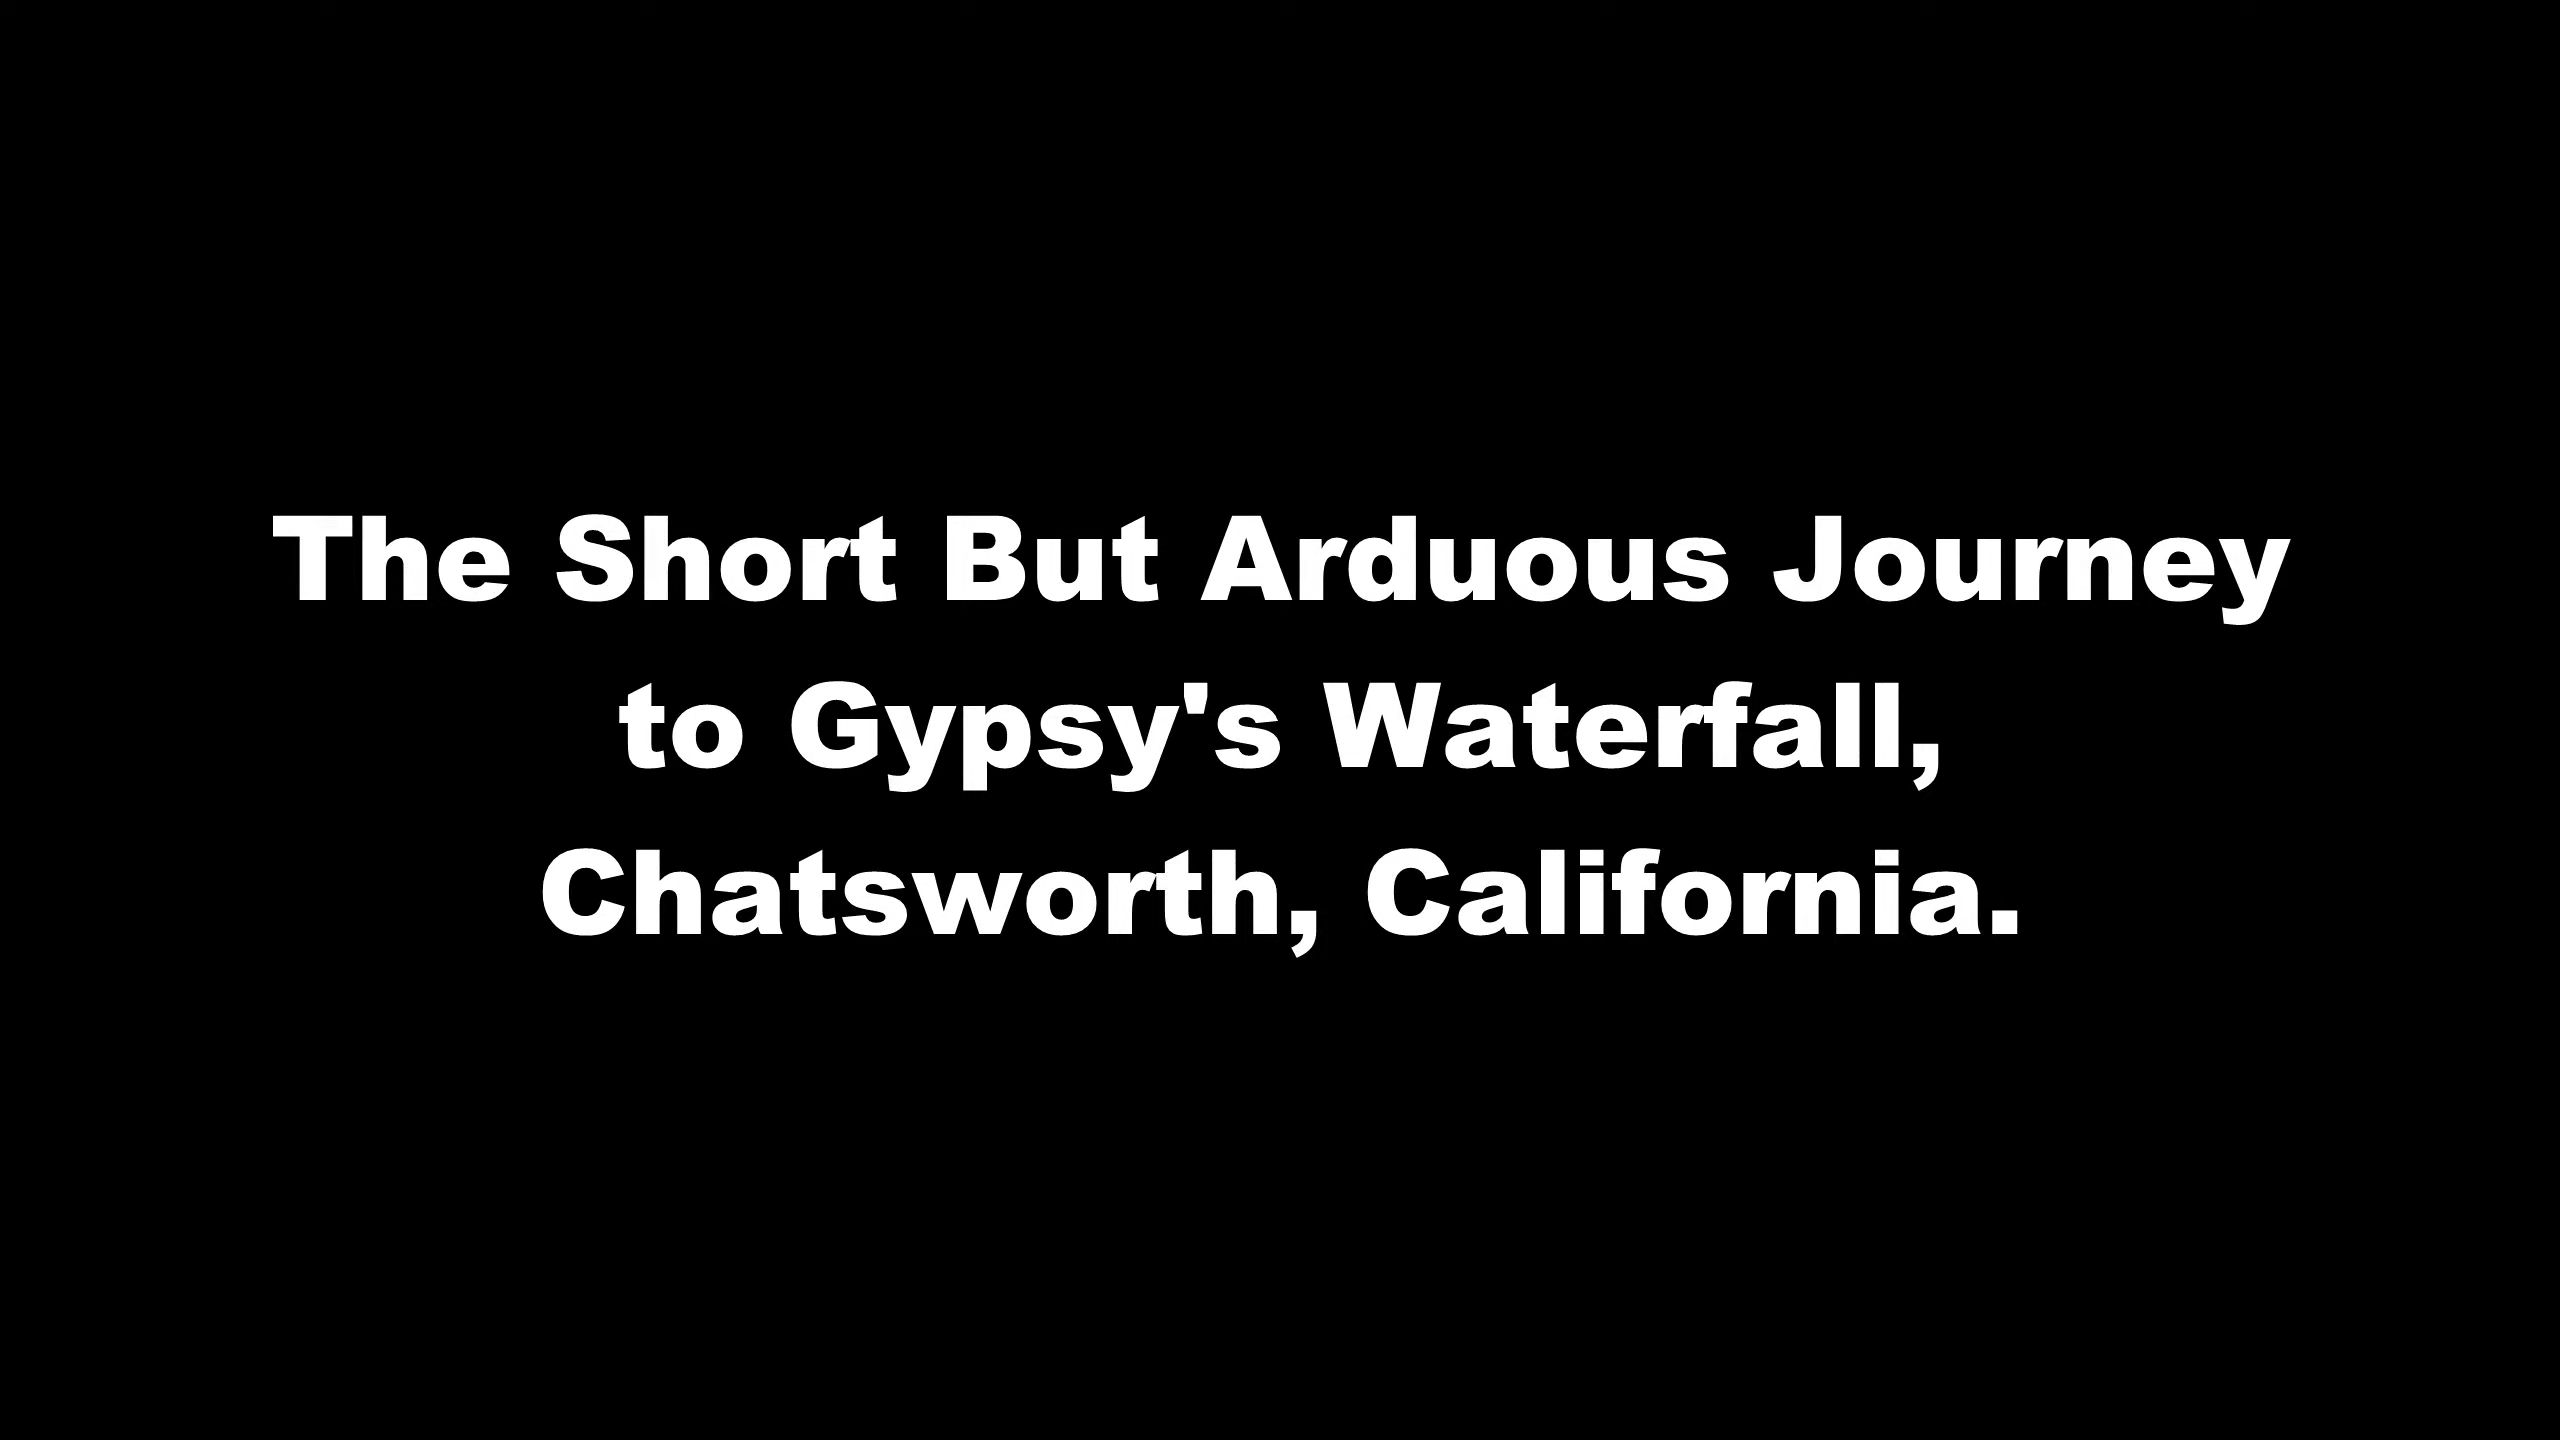 The Short But Arduous Journey
to Gypsy's Waterfall,
Chatsworth, California.